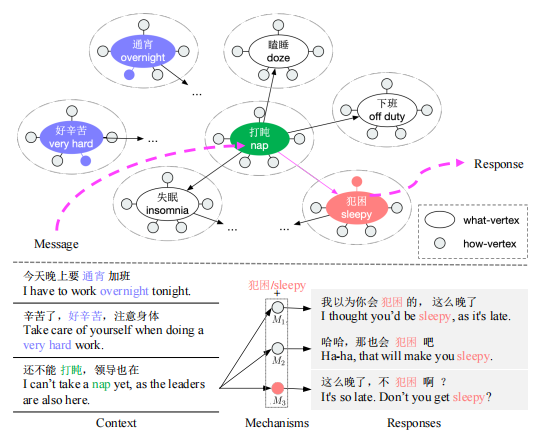 通宵
overnight
瞌睡
doze
...
下班
off duty
好辛苦
very hard
...
打盹
nap
Response
失眠
insomnia
...
...
犯困
sleepy
what-vertex
how-vertex
Message
今天晚上要 通宵 加班
I have to work overnight tonight.
辛苦了，好辛苦，注意身体
Take care of yourself when doing a
very hard work.
还不能 打盹，领导也在
I can't take a nap yet, as the leaders
are also here.
Context
犯困/sleepy
+
M1
M2
M3
Mechanisms
我以为你会 犯困 的，这么晚了
I thought you'd be sleepy, as it's late.
哈哈，那也会 犯困 吧
Ha-ha, that will make you sleepy.
这么晚了，不 犯困 啊 ？
It's so late. Don't you get sleepy?
Responses